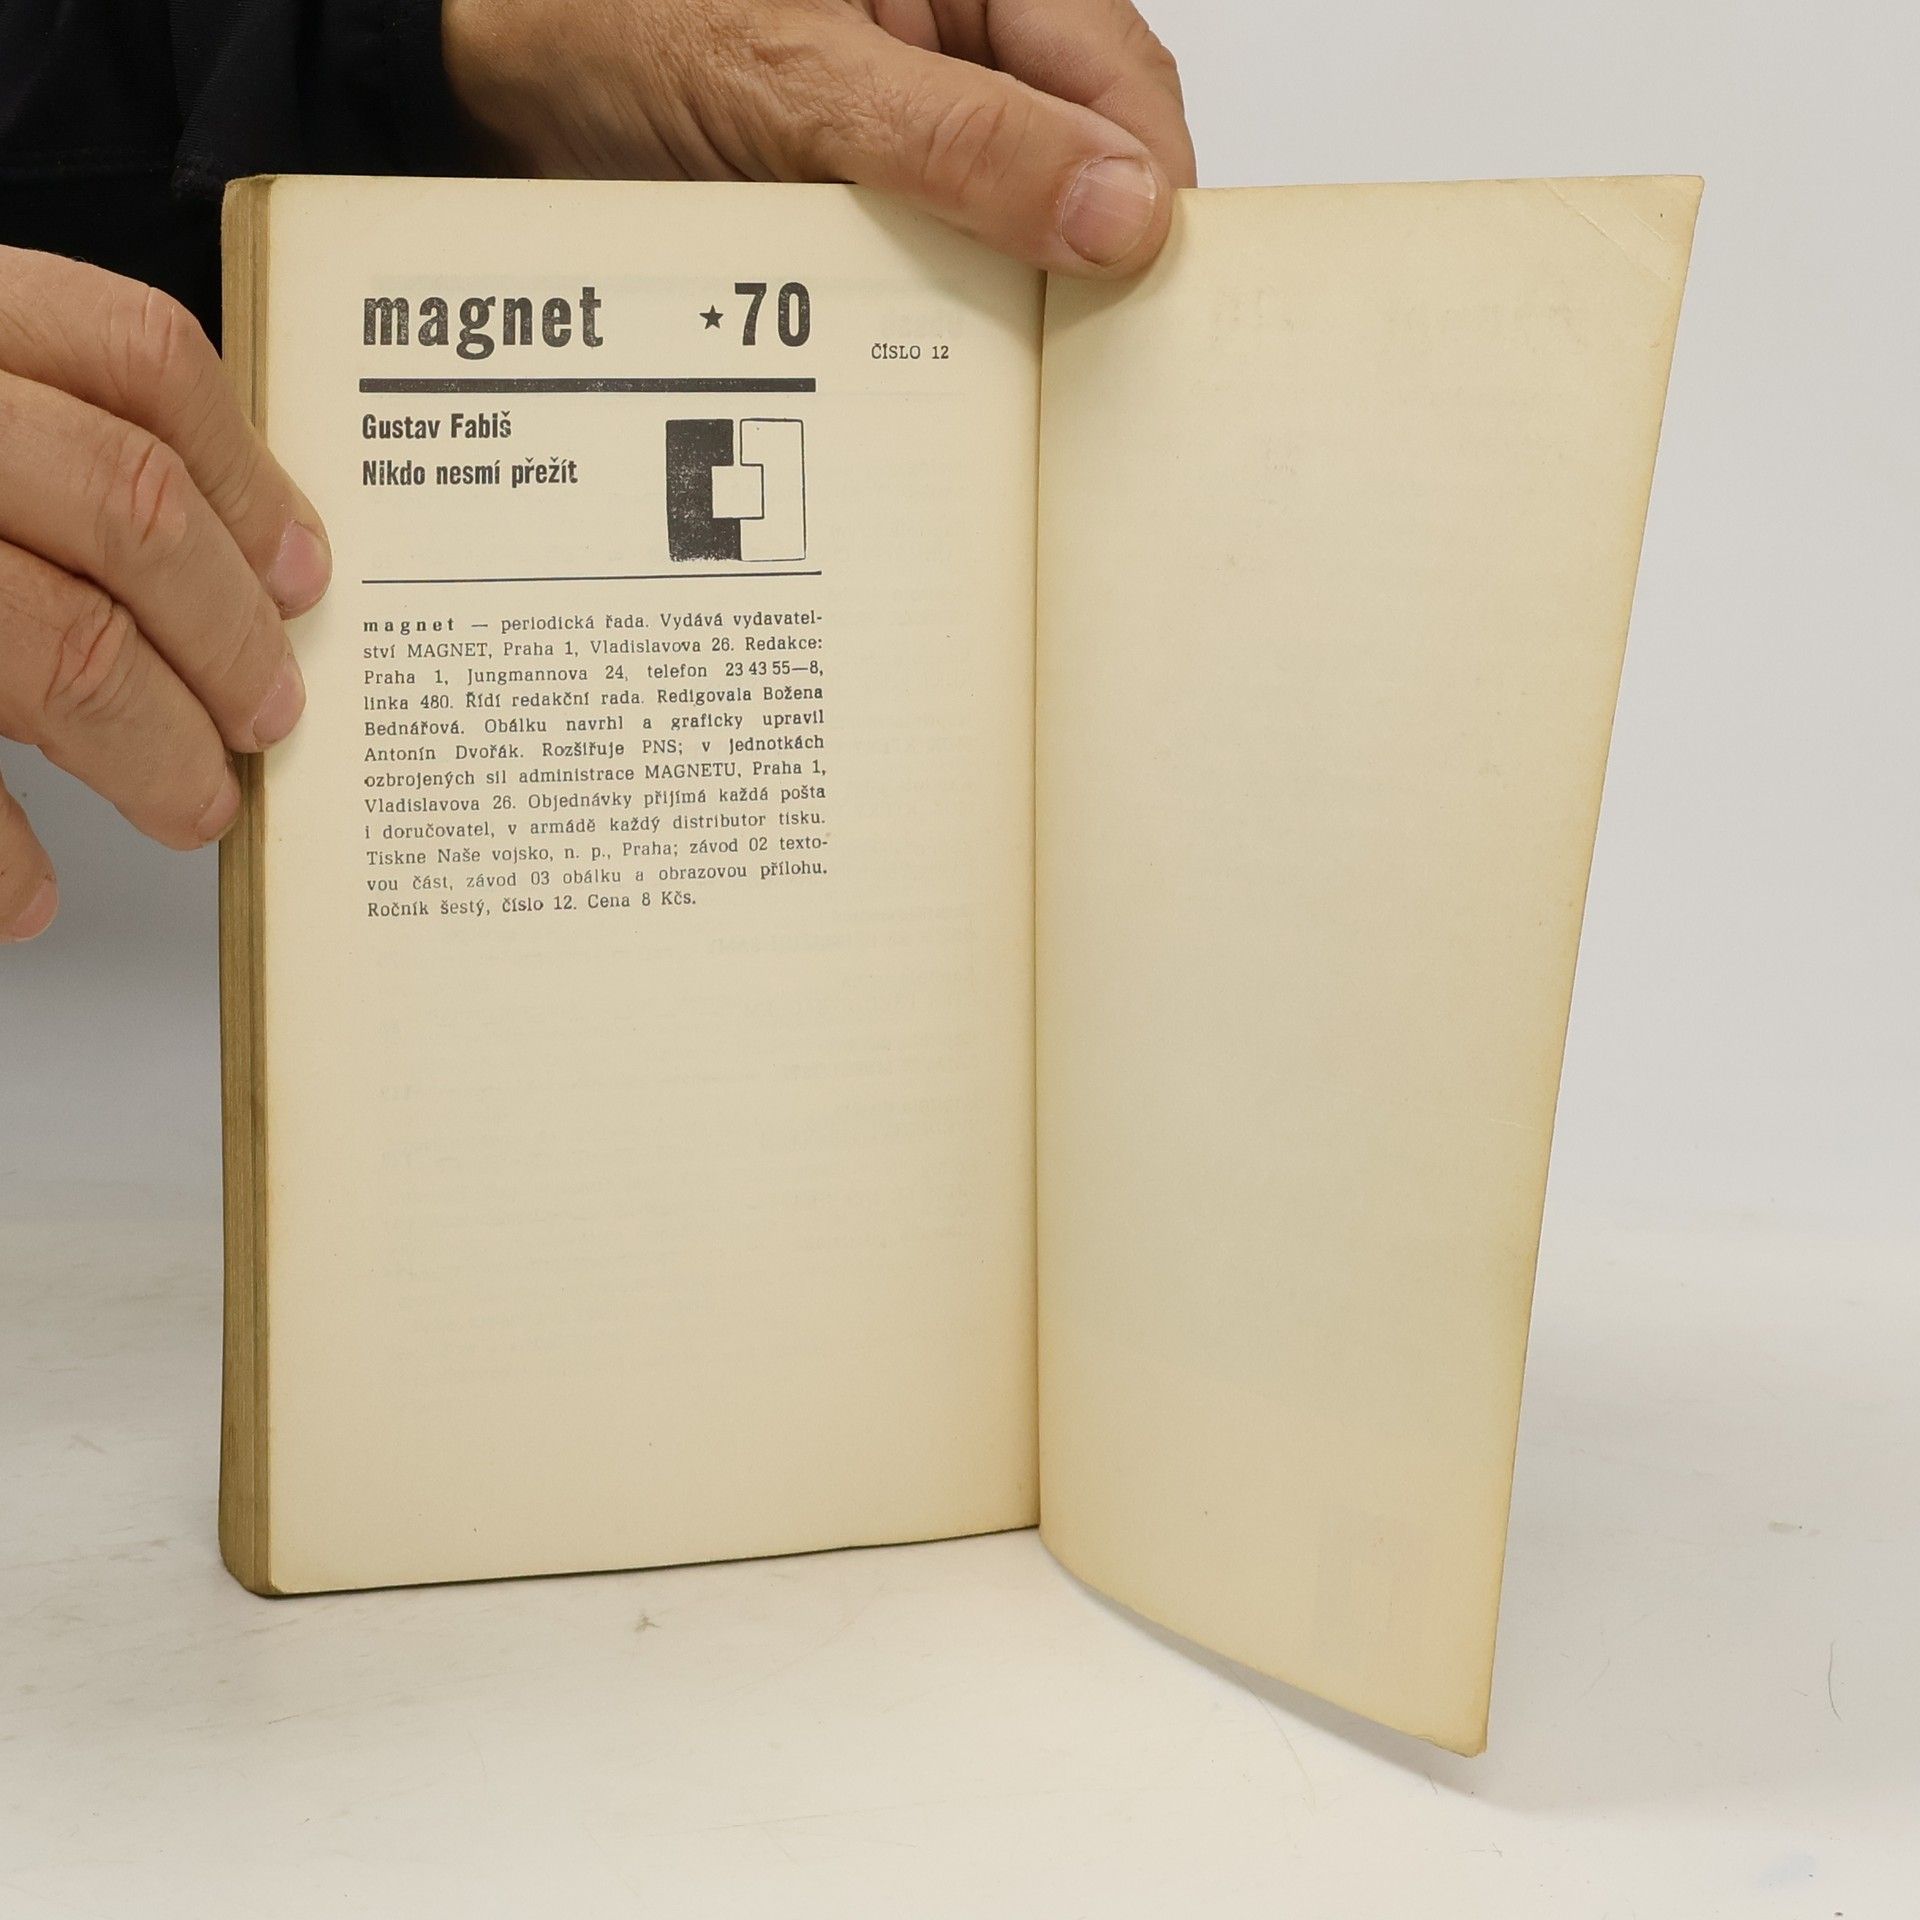 magnet ★70
ČÍSLO 12
Gustav Fabiš
Nikdo nesmí přežít
magnet — periodická řada. Vydává vydavatel-
ství MAGNET, Praha 1, Vladislavova 26. Redakce:
Praha 1, Jungmannova 24, telefon 23 43 55—8,
linka 480. Řídí redakční rada. Redigovala Božena
Bednářová. Obálku navrhl a graficky upravil
Antonín Dvořák. Rozšiřuje PNS; v jednotkách
ozbrojených sil administrace MAGNETU, Praha 1,
Vladislavova 26. Objednávky přijímá každá pošta
i doručovatel, v armádě každý distributor tisku.
Tiskne Naše vojsko, n. p., Praha; závod 02 texto-
vou část, závod 03 obálku a obrazovou přílohu.
Ročník šestý, číslo 12. Cena 8 Kčs.